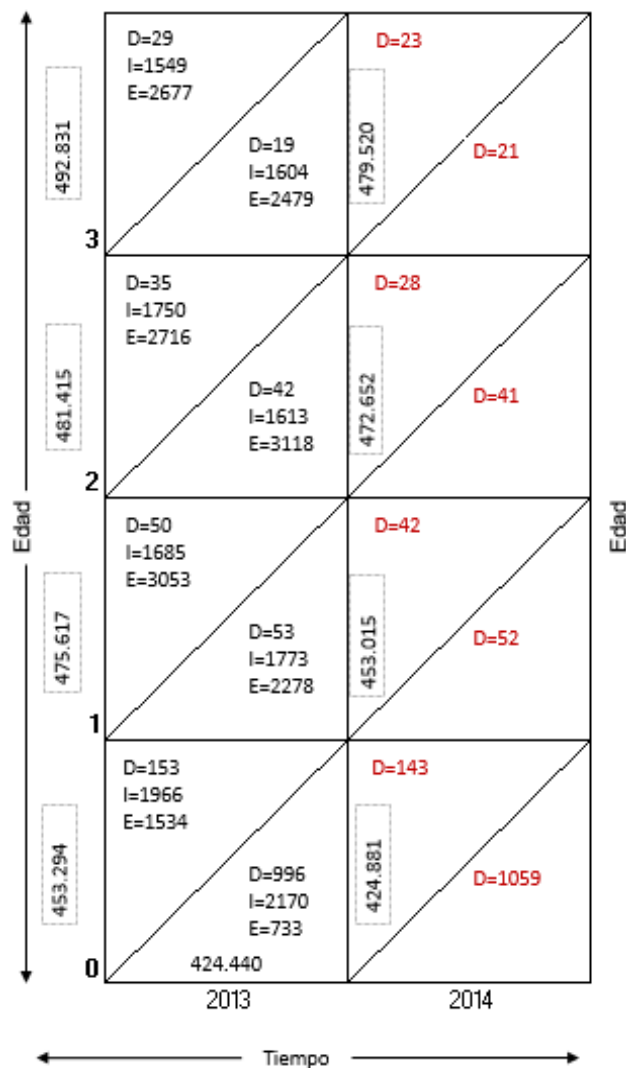 D=29
I=1549
E=2677
D=23
492.831
D=19
I=1604
E=2479
479.520
D=21
3
D=35
I=1750
E=2716
D=28
481.415
D=42
I=1613
E=3118
472.652
D=41
2
Edad
Edad
D=50
I=1685
E=3053
D=42
475.617
D=53
I=1773
E=2278
453.015
D=52
1
D=153
I=1966
E=1534
D=143
453.294
D=996
I=2170
E=733
424.881
D=1059
424.440
0
2013
2014
Tiempo